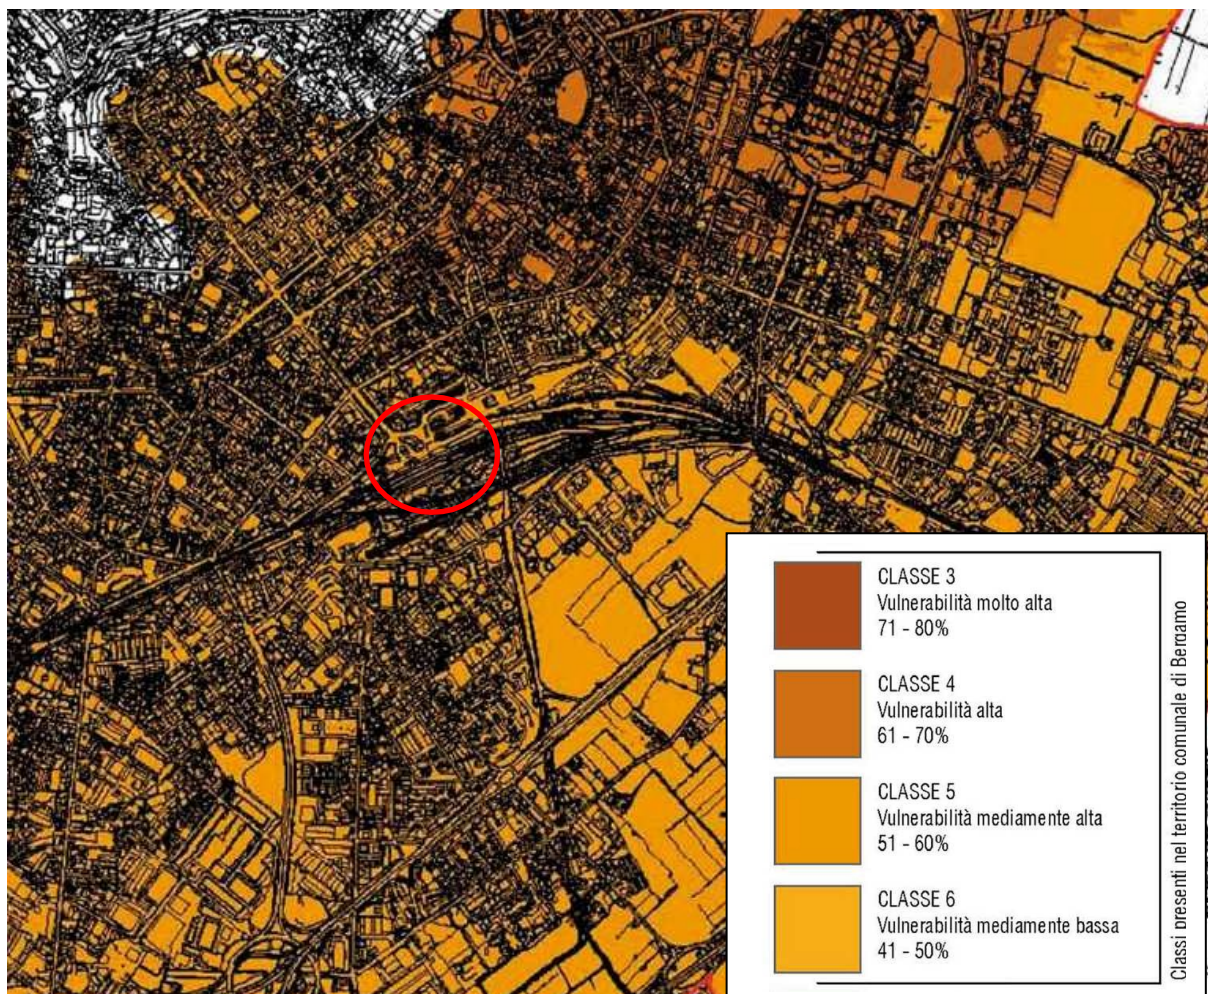 CLASSE 3
Vulnerabilità molto alta
71 - 80%
CLASSE 4
Vulnerabilità alta
61 - 70%
CLASSE 5
Vulnerabilità mediamente alta
51 - 60%
CLASSE 6
Vulnerabilità mediamente bassa
41 - 50%
Classi presenti nel territorio comunale di Bergamo